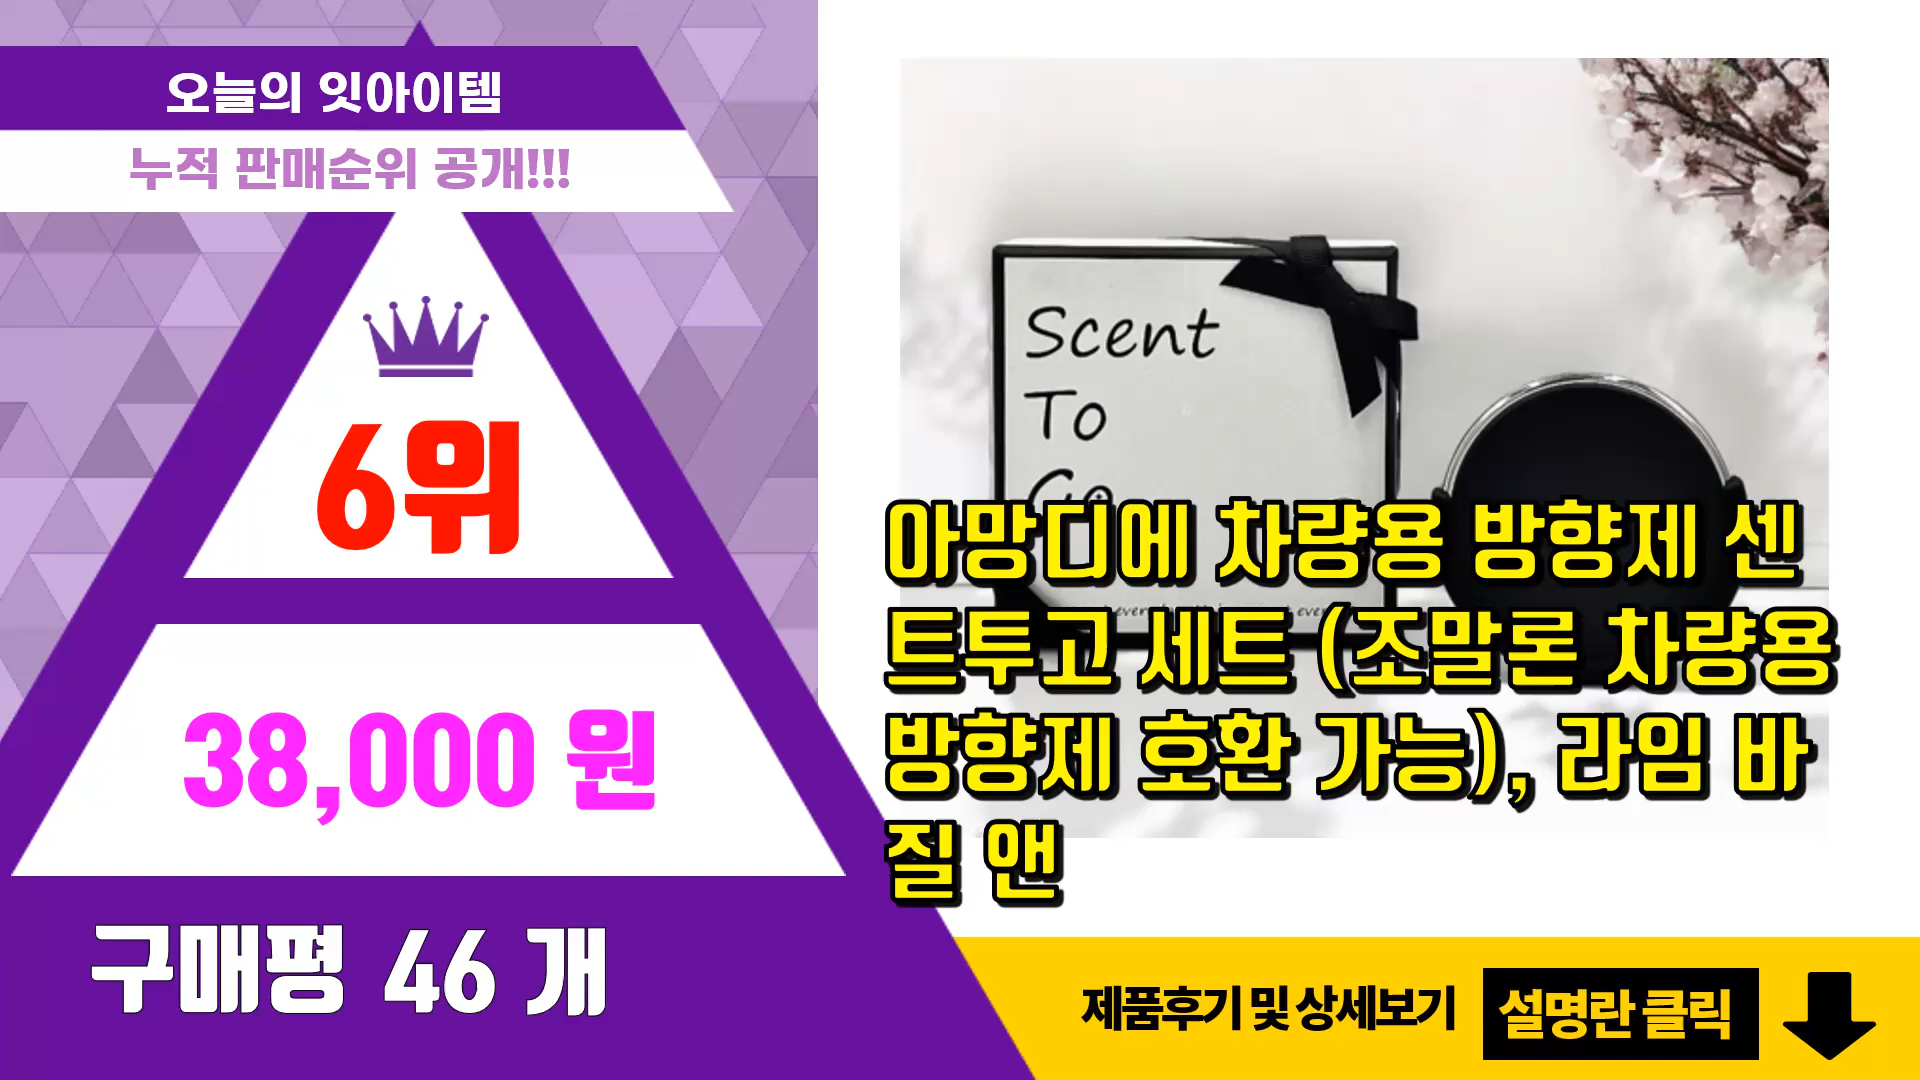 오늘의 잇아이템
누적 판매순위 공개!!!
6위
38,000 원
구매평 46 개
Scent
To
Go
아망디에 차량용 방향제 센
트투고 세트 (조말론 차량용
방향제 호환 가능), 라임 바
질 앤
제품후기 및 상세보기
설명란 클릭